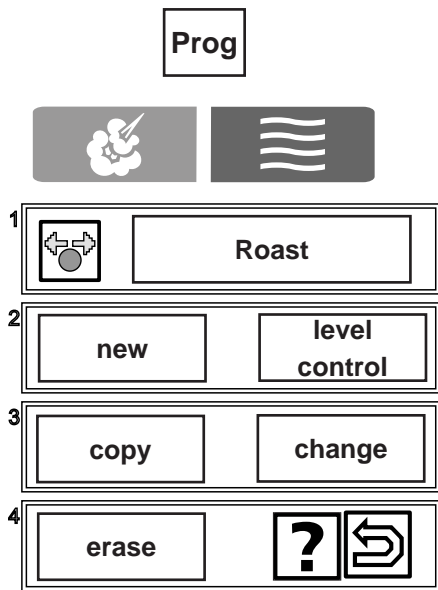 Prog
1
Roast
2
new
level
control
3
copy
change
4
erase
?